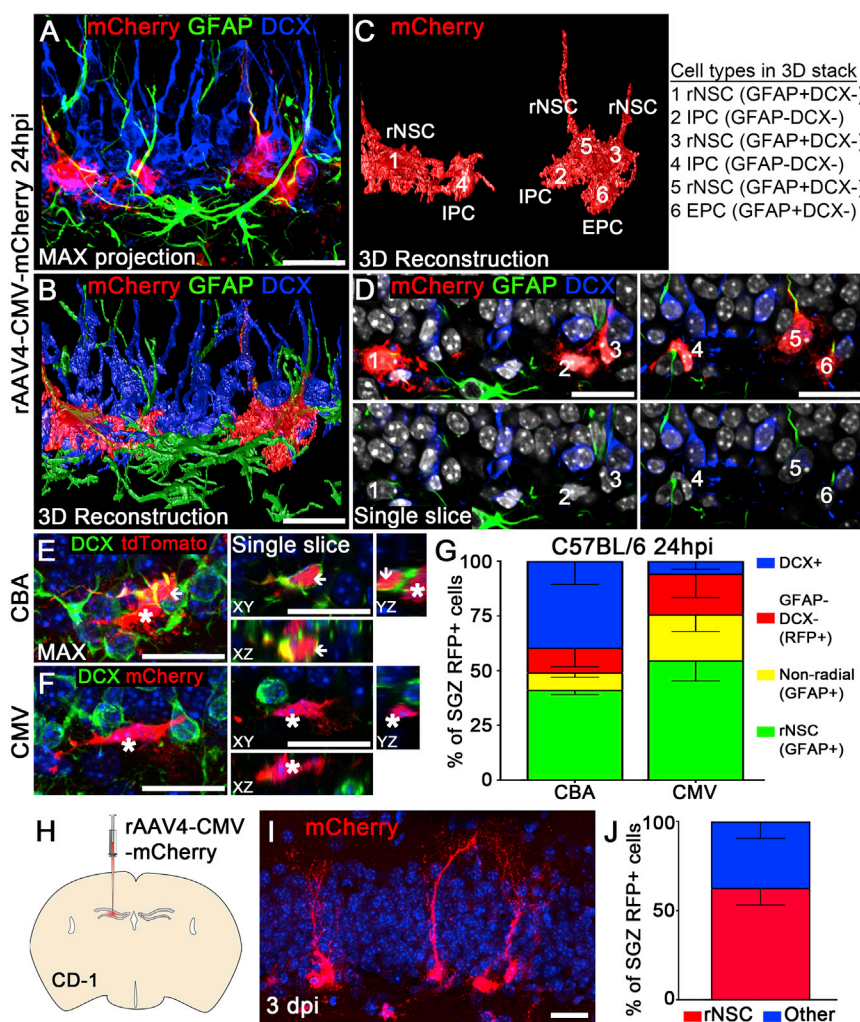 rAAV4-CMV-mCherry 24hpi
A
mCherry GFAP DCX
MAX projection
B
mCherry GFAP DCX
3D Reconstruction
C
mCherry
rNSC
1
4
IPC
rNSC
rNSC
5
3
2
6
IPC
EPC
3D Reconstruction
Cell types in 3D stack
1 rNSC (GFAP+DCX-)
2 IPC (GFAP-DCX-)
3 rNSC (GFAP+DCX-)
4 IPC (GFAP-DCX-)
5 rNSC (GFAP+DCX-)
6 EPC (GFAP+DCX-)
D
mCherry GFAP DCX
1
2
3
4
5
6
1
2
3
4
5
6
Single slice
CBA
E
DCX tdTomato
*
MAX
Single slice
XY
YZ
*
XZ
CMV
F
DCX mCherry
*
XY
*
YZ
*
XZ
*
G
C57BL/6 24hpi
% of SGZ RFP+ cells
100
75
50
25
0
CBA
CMV
DCX+
GFAP-
DCX-
(RFP+)
Non-radial
(GFAP+)
rNSC
(GFAP+)
H
rAAV4-CMV
-mCherry
CD-1
I
mCherry
3 dpi
J
% of SGZ RFP+ cells
100
50
0
rNSC
Other